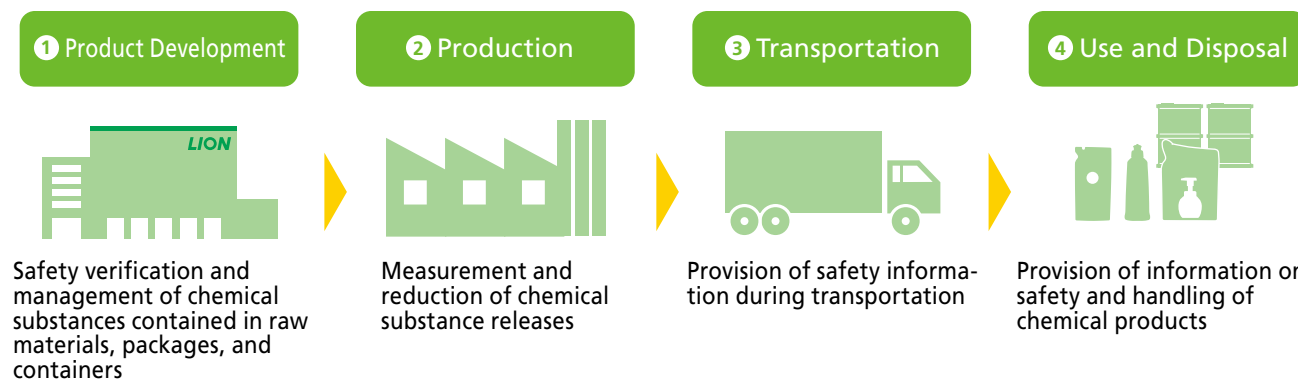 1 Product Development
2 Production
3 Transportation
4 Use and Disposal
LION
Safety verification and
management of chemical
substances contained in raw
materials, packages, and
containers
Measurement and
reduction of chemical
substance releases
Provision of safety informa-
tion during transportation
Provision of information on
safety and handling of
chemical products